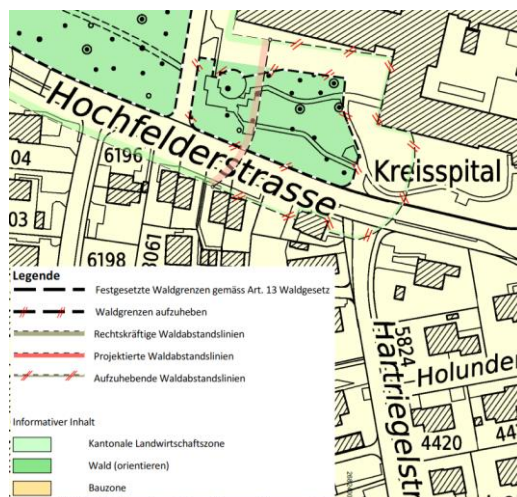 Hochfelderstrasse
Kreisspital
04
6196
03
6198
8061
5824
Hartriegelstr
Holunder
4420
Legende
Festgesetzte Waldgrenzen gemäss Art. 13 Waldgesetz
Waldgrenzen aufzuheben
Rechtskräftige Waldabstandslinien
Projektierte Waldabstandslinien
Aufzuhebende Waldabstandslinien
Informativer Inhalt
Kantonale Landwirtschaftszone
Wald (orientieren)
Bauzone